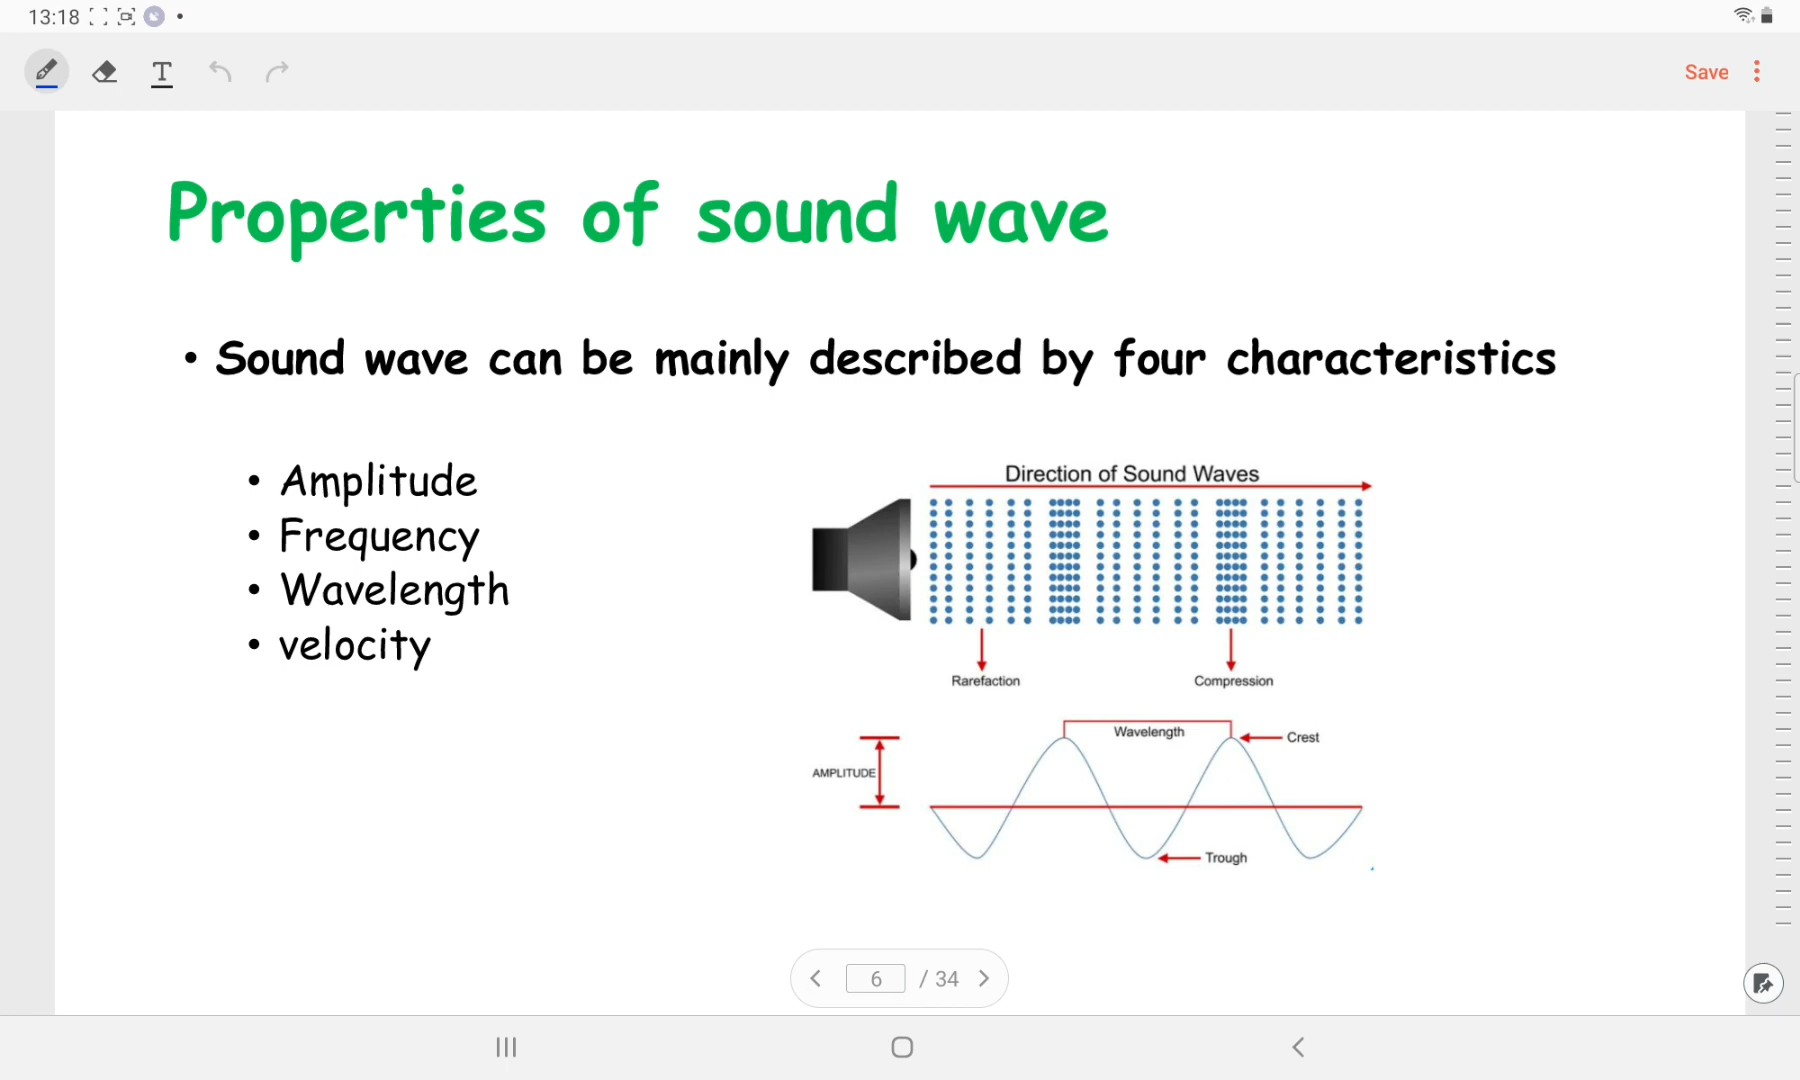 13:18
Save
Properties of sound wave
• Sound wave can be mainly described by four characteristics
• Amplitude
• Frequency
• Wavelength
• velocity
Direction of Sound Waves
Rarefaction
Compression
Wavelength
Crest
AMPLITUDE
Trough
6 / 34